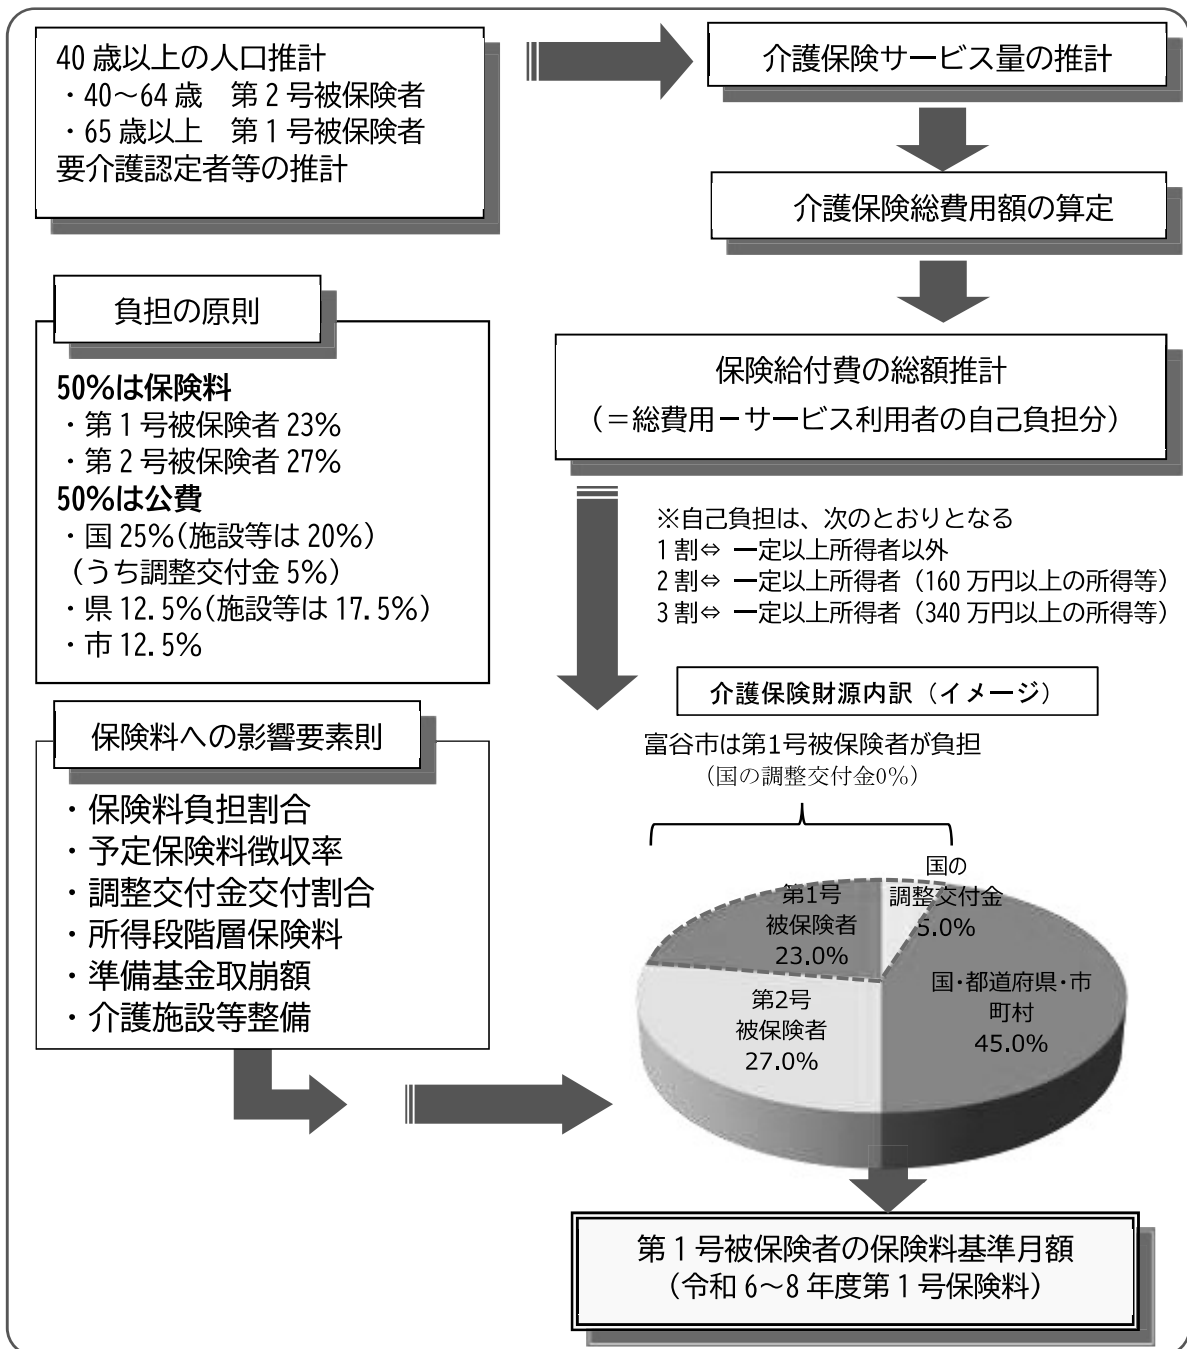 40歳以上の人口推計
・40～64歳　第2号被保険者
・65歳以上　第1号被保険者
要介護認定者等の推計
介護保険サービス量の推計
介護保険総費用額の算定
保険給付費の総額推計
（＝総費用－サービス利用者の自己負担分）
負担の原則
50%は保険料
・第1号被保険者23%
・第2号被保険者27%
50%は公費
・国25%(施設等は20%)
（うち調整交付金5%）
・県12.5%(施設等は17.5%)
・市12.5%
※自己負担は、次のとおりとなる
1割⇔ 一定以上所得者以外
2割⇔ 一定以上所得者（160万円以上の所得等）
3割⇔ 一定以上所得者（340万円以上の所得等）
保険料への影響要素則
・保険料負担割合
・予定保険料徴収率
・調整交付金交付割合
・所得段階層保険料
・準備基金取崩額
・介護施設等整備
介護保険財源内訳（イメージ）
富谷市は第1号被保険者が負担
（国の調整交付金0%）
第1号
被保険者
23.0%
国の
調整交付金
5.0%
第2号
被保険者
27.0%
国・都道府県・市
町村
45.0%
第1号被保険者の保険料基準月額
（令和6～8年度第1号保険料）